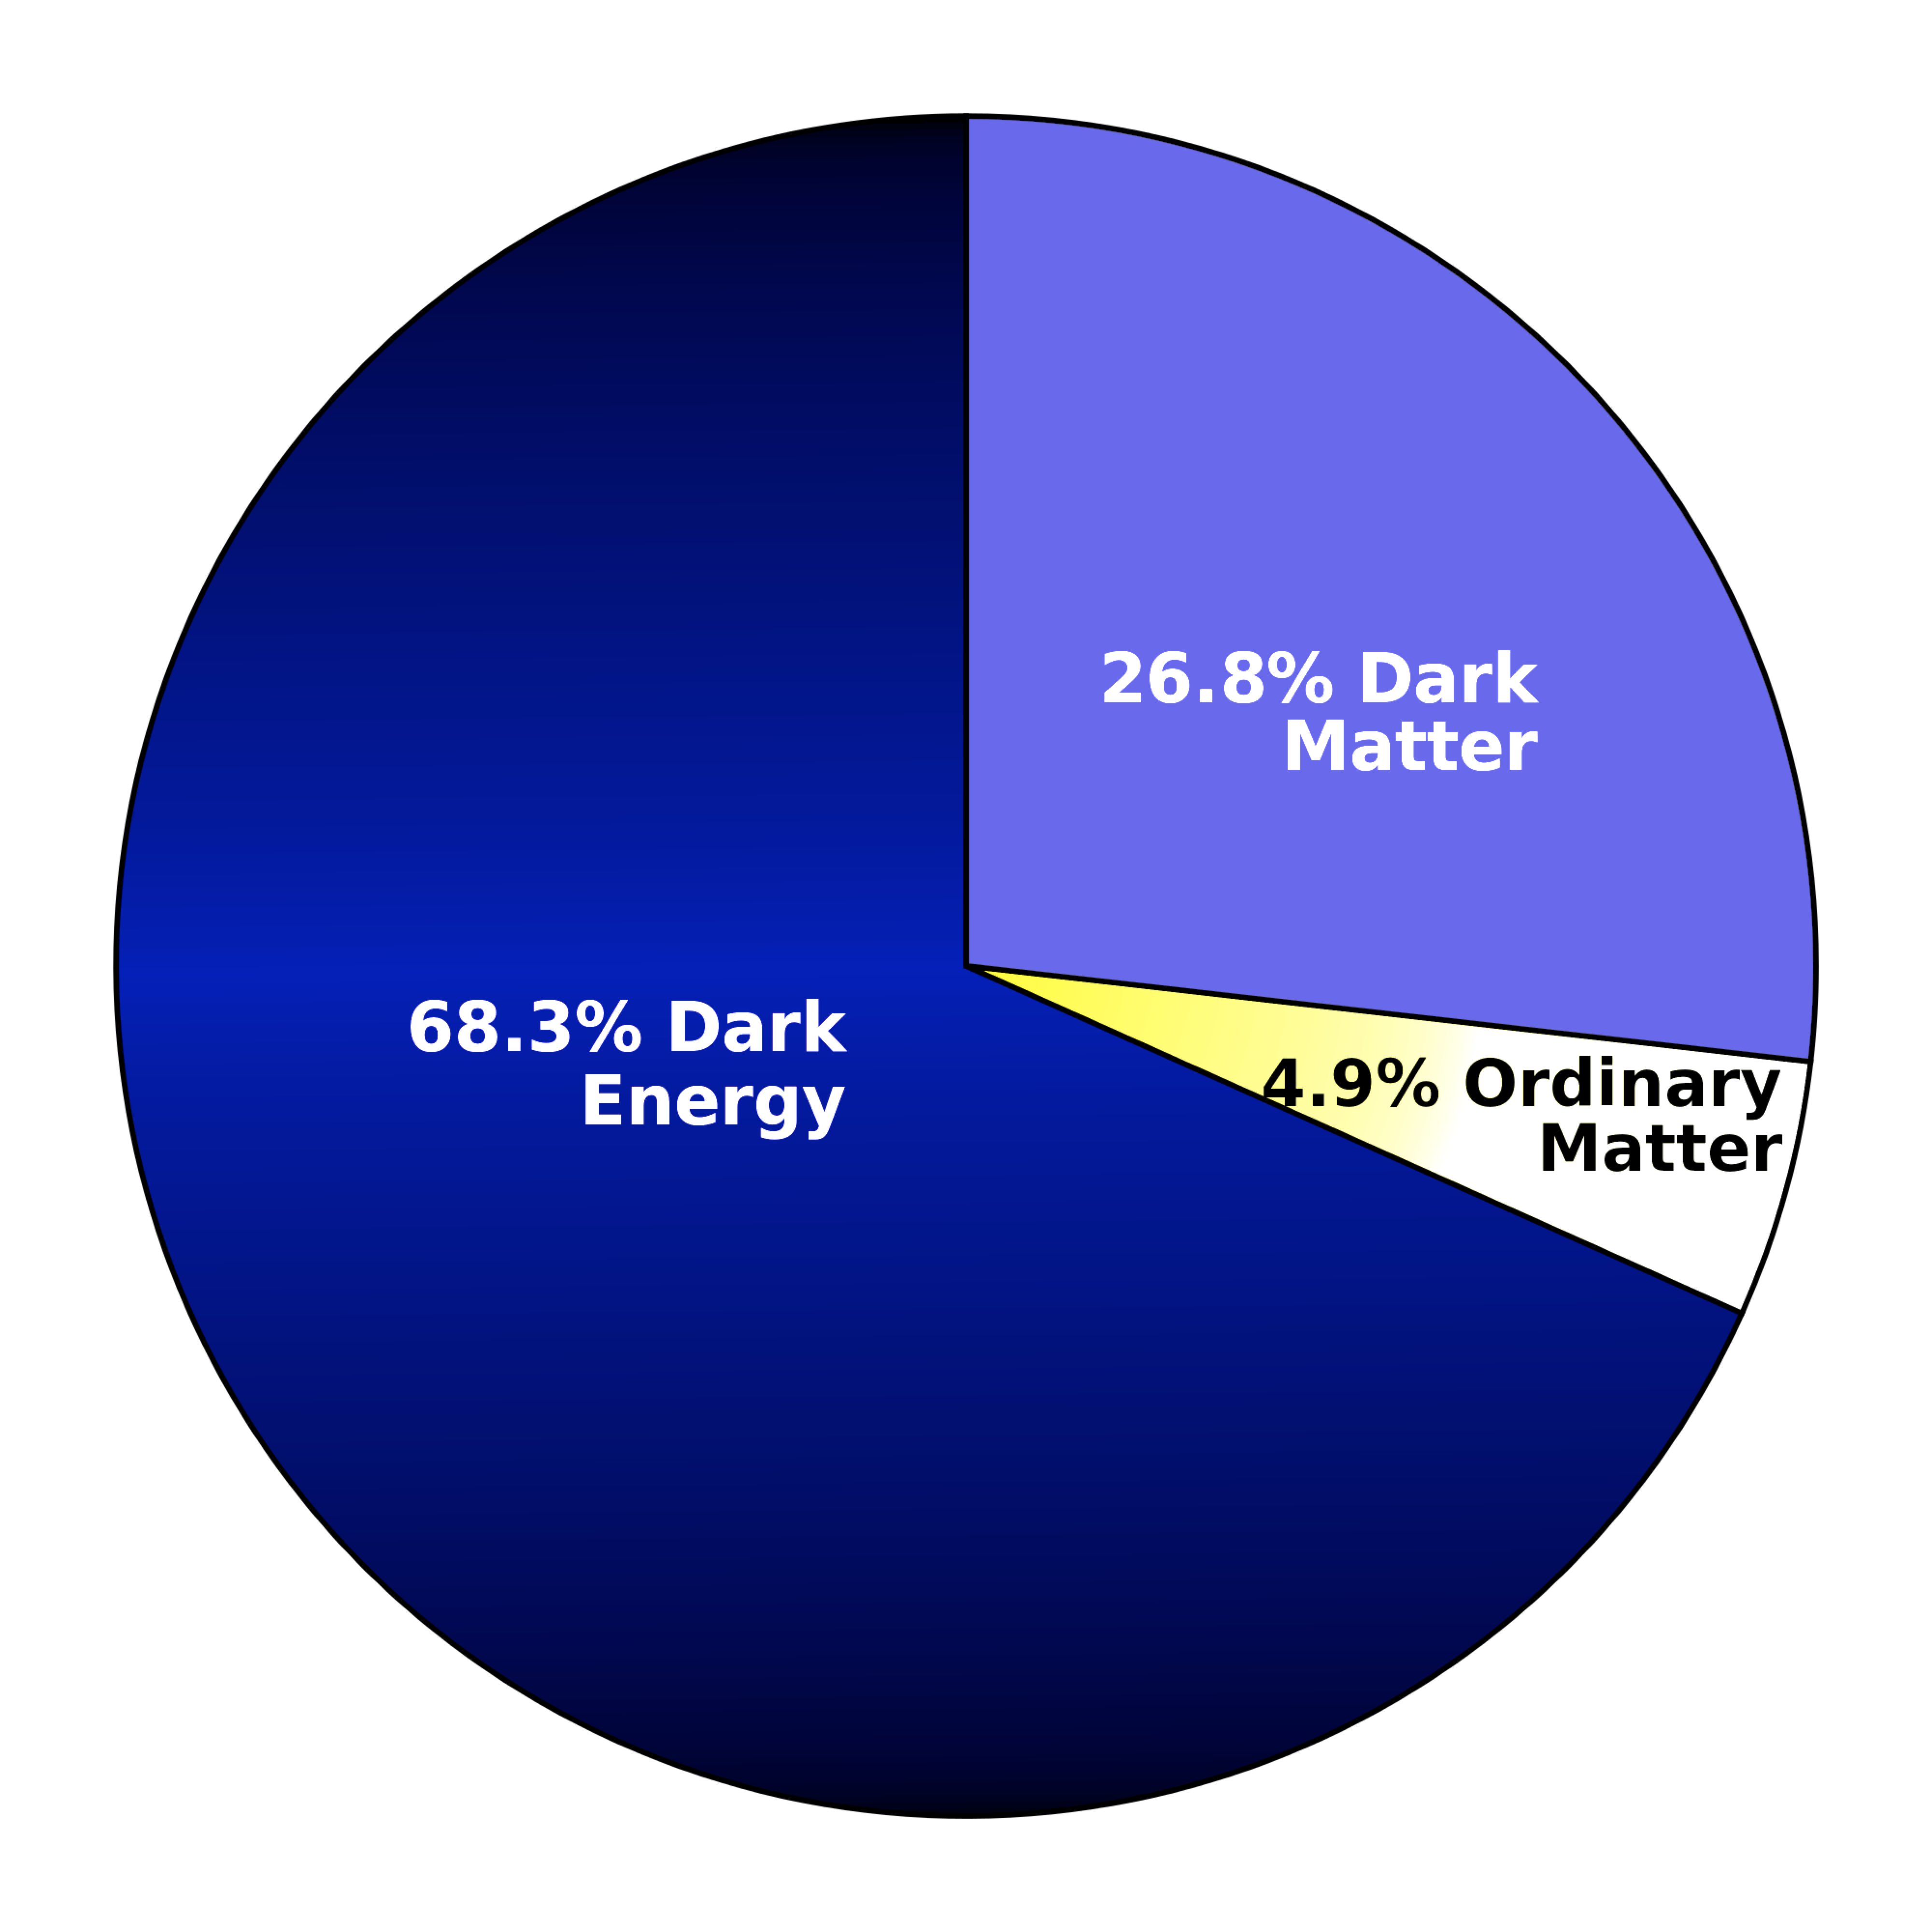 26.8% Dark
Matter
68.3% Dark
Energy
4.9% Ordinary
Matter